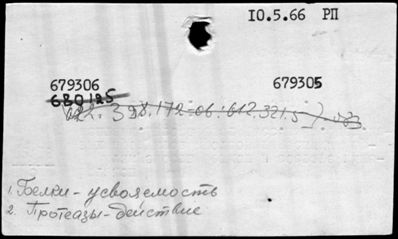 10.5.66 РП
679306 679305
680125
1. Белки - усвояемость
2. Протеазы - действие